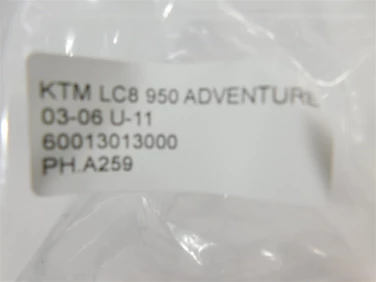 KTM LC8 950 ADVENTURE
03-06 U-11
60013013000
PH.A259